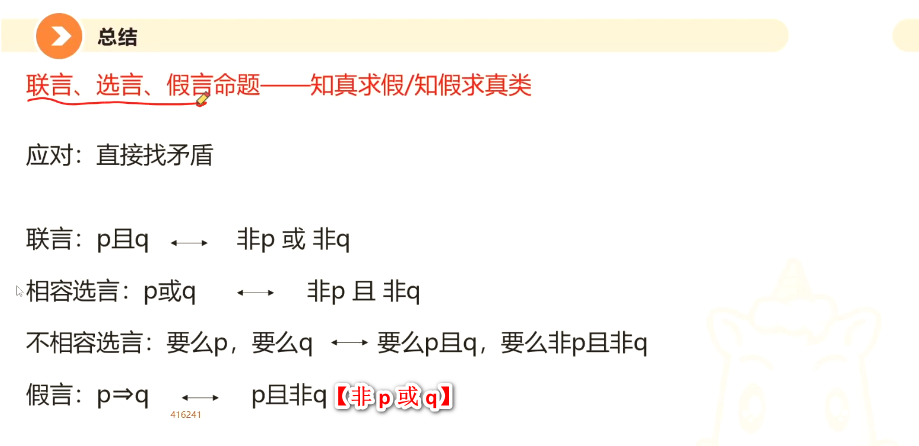 总结
联言、选言、假言命题——知真求假/知假求真类
应对：直接找矛盾
联言：p且q ⟷ 非p 或 非q
相容选言：p或q ⟷ 非p 且 非q
不相容选言：要么p，要么q ⟷ 要么p且q，要么非p且非q
假言：p⇒q ⟷ p且非q【非 p 或 q】
416241